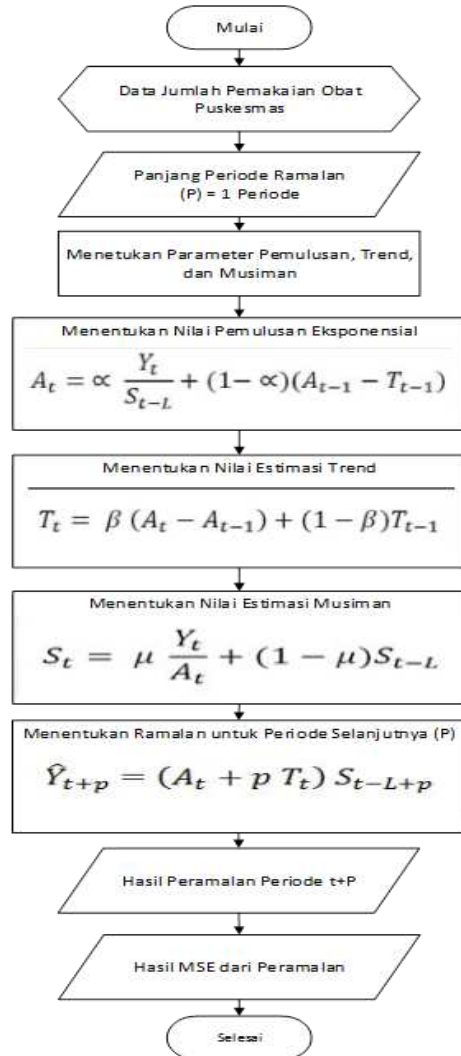 Mulai
Data Jumlah Pemakaian Obat
Puskesmas
Panjang Periode Ramalan
(P) = 1 Periode
Menetukan Parameter Pemulusan, Trend,
dan Musiman
Menentukan Nilai Pemulusan Eksponensial
A_t = ∝ Y_t / S_{t-L} + (1- ∝)(A_{t-1} − T_{t-1})
Menentukan Nilai Estimasi Trend
T_t = β (A_t − A_{t-1}) + (1 − β)T_{t-1}
Menentukan Nilai Estimasi Musiman
S_t = μ Y_t / A_t + (1 − μ)S_{t-L}
Menentukan Ramalan untuk Periode Selanjutnya (P)
Ŷ_{t+p} = (A_t + p T_t) S_{t-L+p}
Hasil Peramalan Periode t+P
Hasil MSE dari Peramalan
Selesai